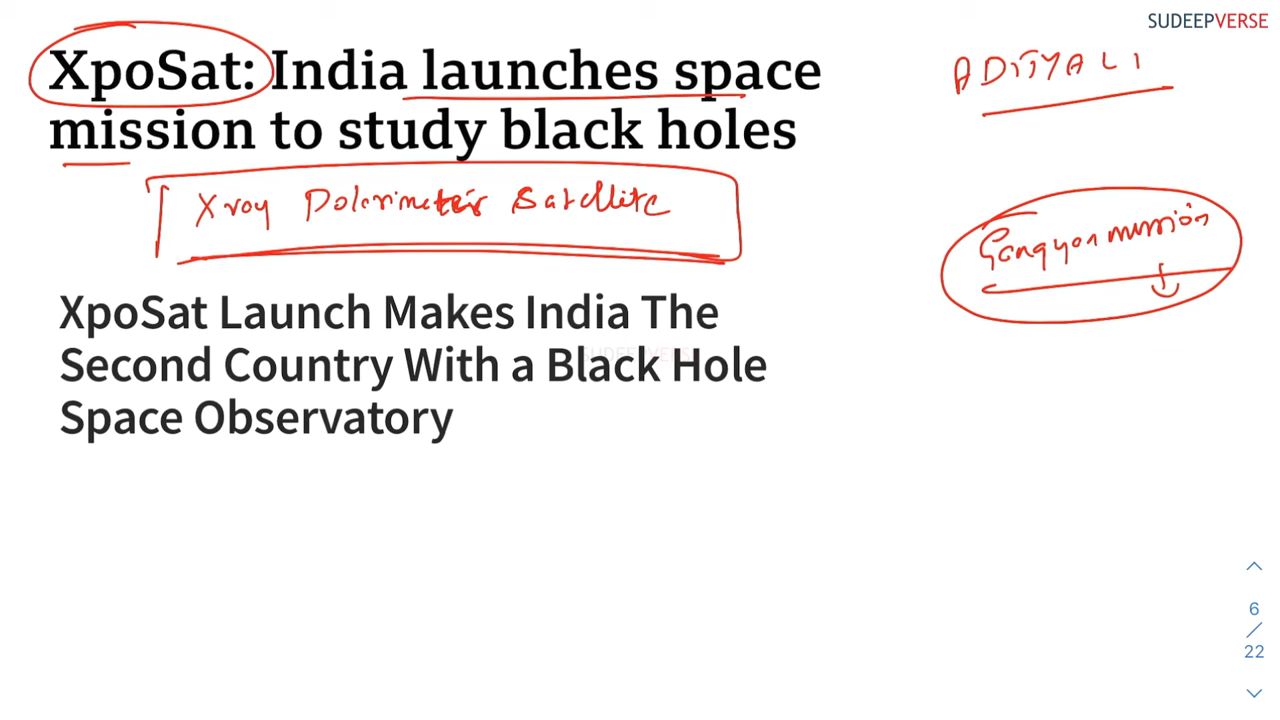 SUDEEPVERSE
XpoSat: India launches space
mission to study black holes
ADITYA L1
Xray Polarimeter Satellite
Gangyan mission
XpoSat Launch Makes India The
Second Country With a Black Hole
Space Observatory
SUDEEPVERSE
6
/
22